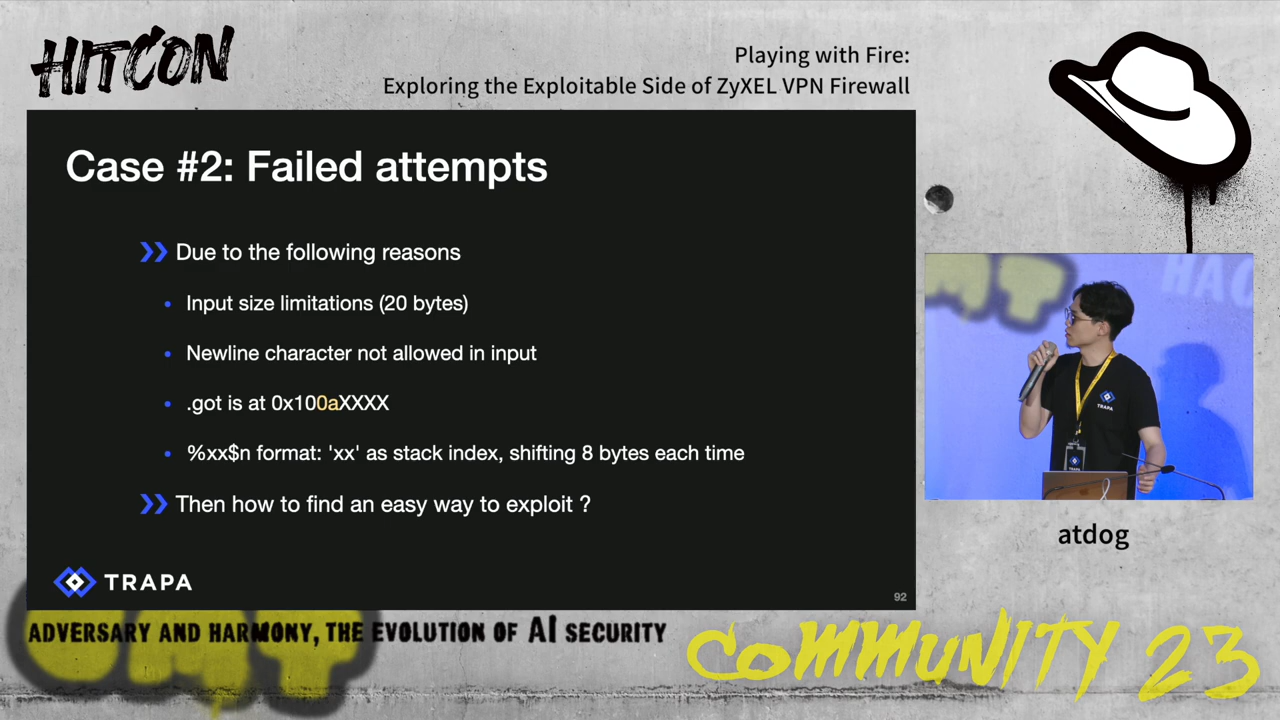 HITCON
Playing with Fire:
Exploring the Exploitable Side of ZyXEL VPN Firewall
Case #2: Failed attempts
Due to the following reasons
Input size limitations (20 bytes)
Newline character not allowed in input
.got is at 0x100aXXXX
%xx$n format: 'xx' as stack index, shifting 8 bytes each time
Then how to find an easy way to exploit ?
TRAPA
92
TRAPA
atdog
ADVERSARY AND HARMONY, THE EVOLUTION OF AI SECURITY
COMMUNITY 23